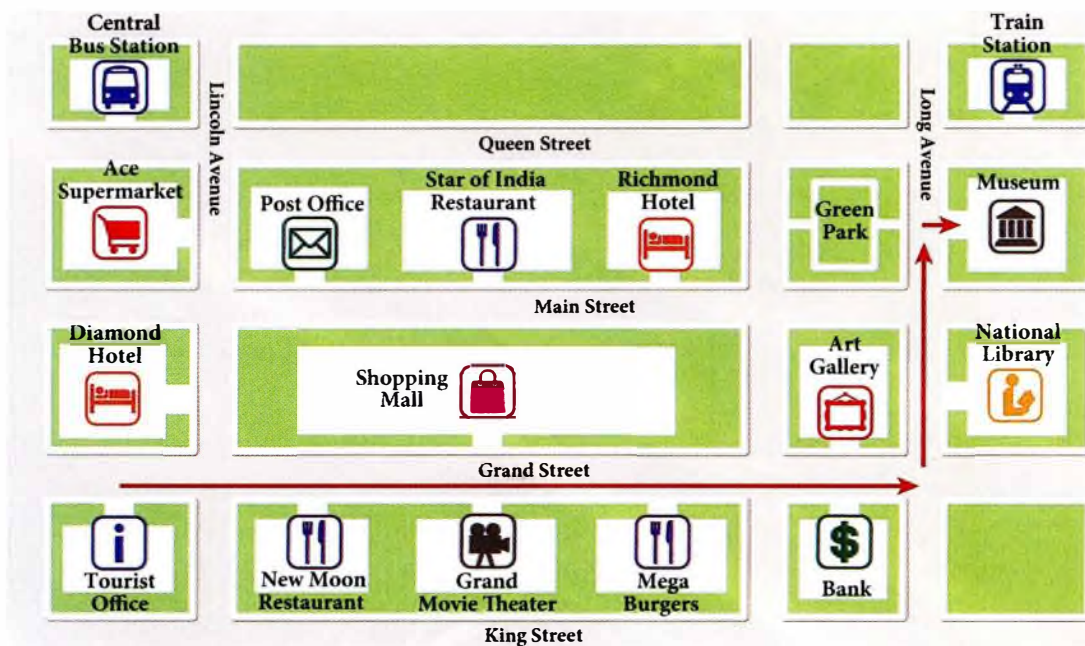 Central
Bus Station
Train
Station
Lincoln Avenue
Long Avenue
Queen Street
Ace
Supermarket
Post Office
Star of India
Restaurant
Richmond
Hotel
Green
Park
Museum
Main Street
Diamond
Hotel
Shopping
Mall
Art
Gallery
National
Library
Grand Street
i
Tourist
Office
New Moon
Restaurant
Grand
Movie Theater
Mega
Burgers
$
Bank
King Street